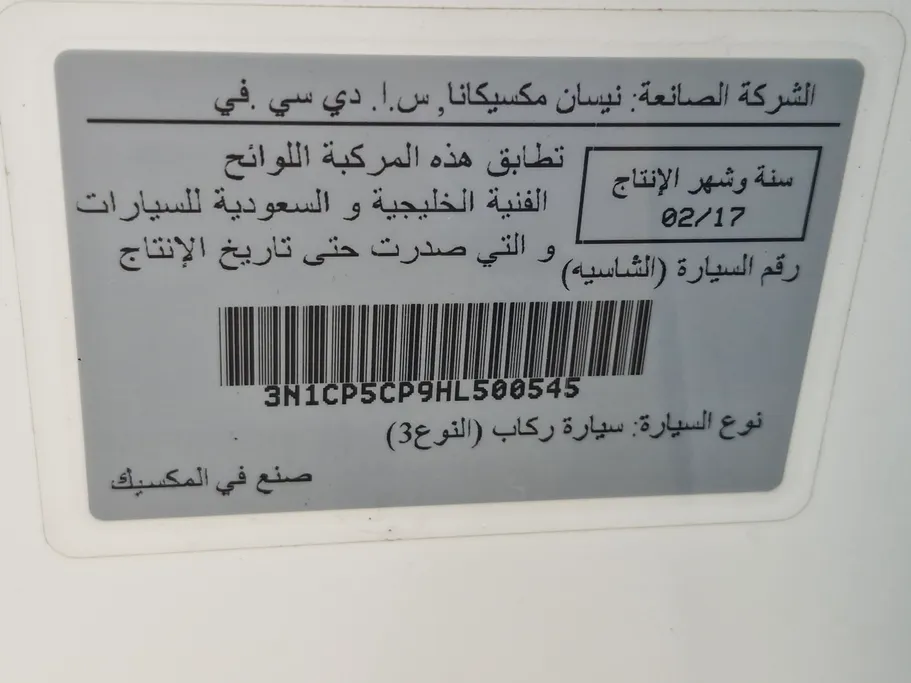 الشركة الصانعة: نيسان مكسيكانا, س.ا. دي سي .في
سنة وشهر الإنتاج
02/17
تطابق هذه المركبة اللوائح
الفنية الخليجية و السعودية للسيارات
و التي صدرت حتى تاريخ الإنتاج
رقم السيارة (الشاسيه)
3N1CP5CP9HL500545
نوع السيارة: سيارة ركاب (النوع3)
صنع في المكسيك